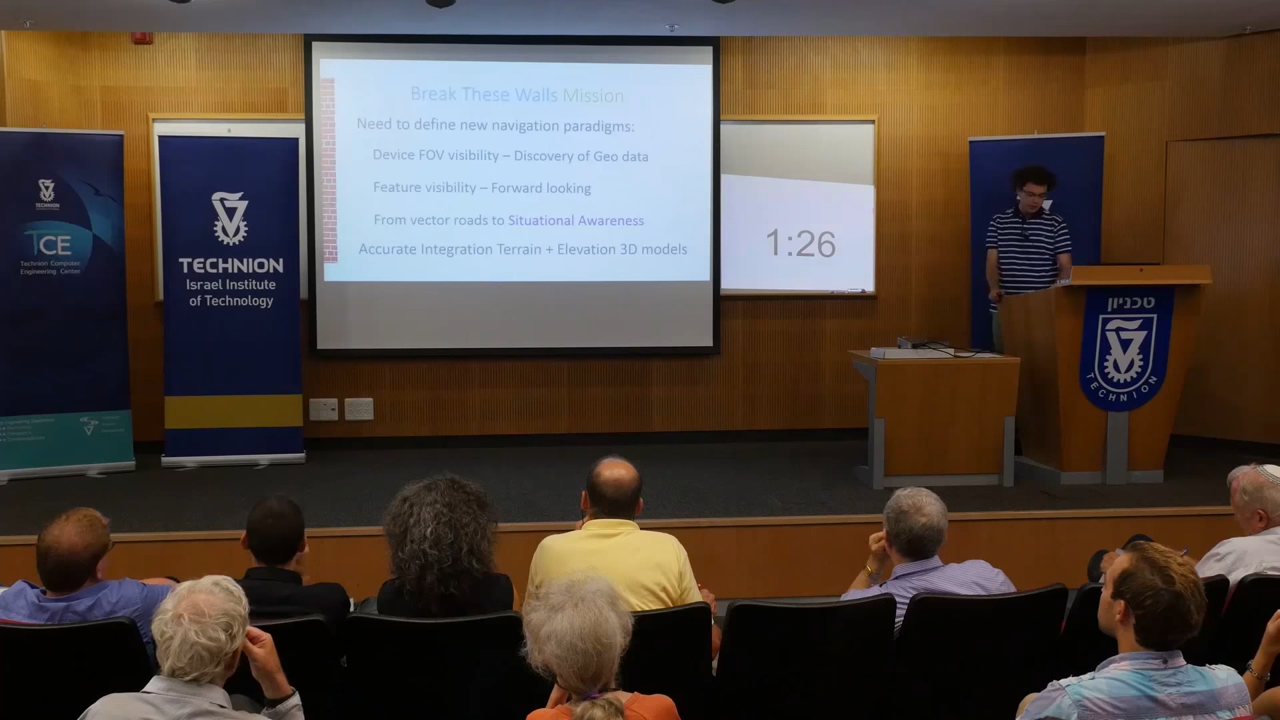 TECHNION
TCE
Technion Computer
Engineering Center
TECHNION
Israel Institute
of Technology
Break These Walls Mission
Need to define new navigation paradigms:
Device FOV visibility – Discovery of Geo data
Feature visibility – Forward looking
From vector roads to Situational Awareness
Accurate Integration Terrain + Elevation 3D models
1:26
טכניון
TECHNION